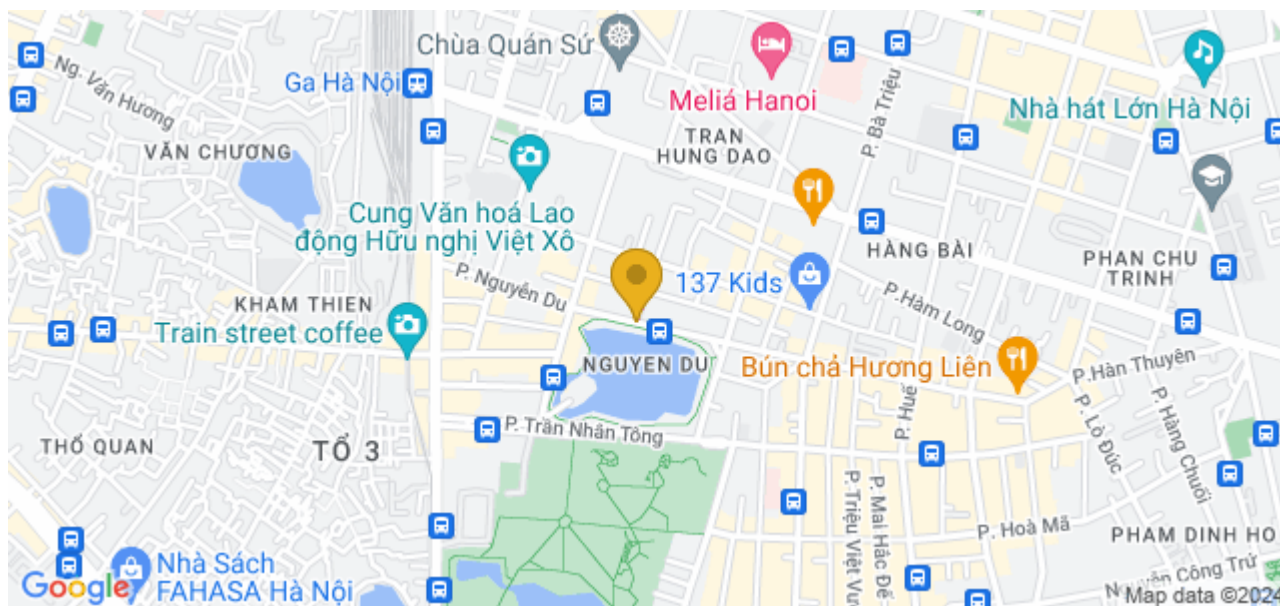 Chùa Quán Sứ
Ng. Văn Hương
Ga Hà Nội
Meliá Hanoi
P. Bà Triệu
Nhà hát Lớn Hà Nội
VĂN CHƯƠNG
TRAN
HUNG DAO
Cung Văn hoá Lao
động Hữu nghị Việt Xô
HÀNG BÀI
PHAN CHU
TRINH
P. Nguyễn Du
137 Kids
P.Hàm Long
KHAM THIEN
Train street coffee
NGUYEN DU
Bún chả Hương Liên
P.Hàn Thuyên
P. Huế
P. Lò Đúc
P. Hàng Chuối
P. Trần Nhân Tông
THỔ QUAN
TỔ 3
P. Triệu Việt Vư
P. Mai Hắc Đế
P. Hoà Mã
PHAM DINH HO
Nhà Sách
FAHASA Hà Nội
Nguyễn Công Trứ
Google
Map data ©2024